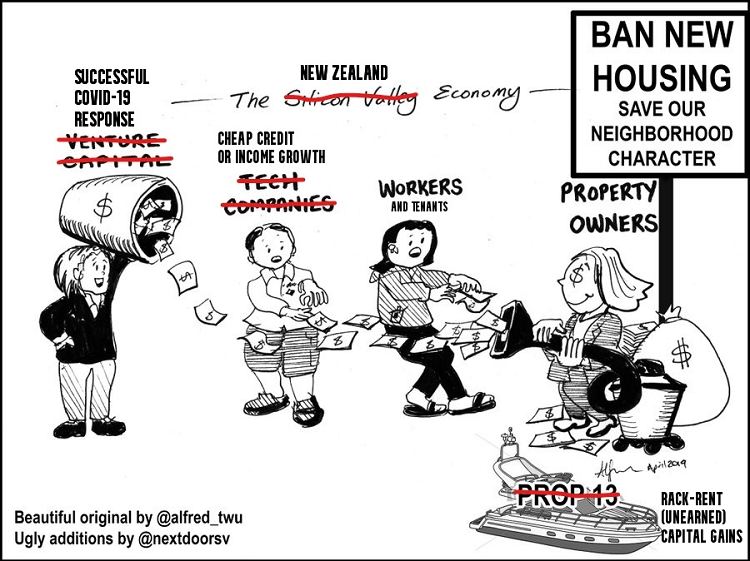 BAN NEW
HOUSING
SAVE OUR
NEIGHBORHOOD
CHARACTER
NEW ZEALAND
The Silicon Valley Economy
SUCCESSFUL
COVID-19
RESPONSE
VENTURE
CAPITAL
CHEAP CREDIT
OR INCOME GROWTH
TECH
COMPANIES
WORKERS
AND TENANTS
PROPERTY
OWNERS
$
$
April 2019
PROP 13
RACK-RENT
(UNEARNED)
CAPITAL GAINS
Beautiful original by @alfred_twu
Ugly additions by @nextdoorsv